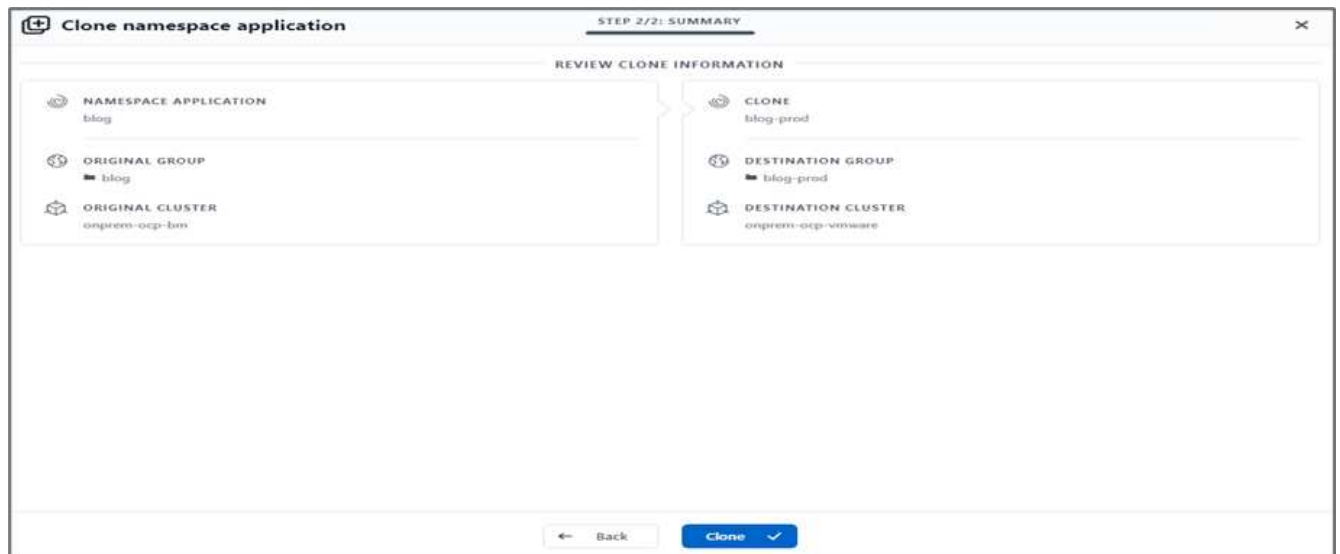 Clone namespace application
STEP 2/2: SUMMARY
REVIEW CLONE INFORMATION
NAMESPACE APPLICATION
blog
ORIGINAL GROUP
blog
ORIGINAL CLUSTER
onprem-ocp-bm
CLONE
blog-prod
DESTINATION GROUP
blog-prod
DESTINATION CLUSTER
onprem-ocp-vmware
Back
Clone